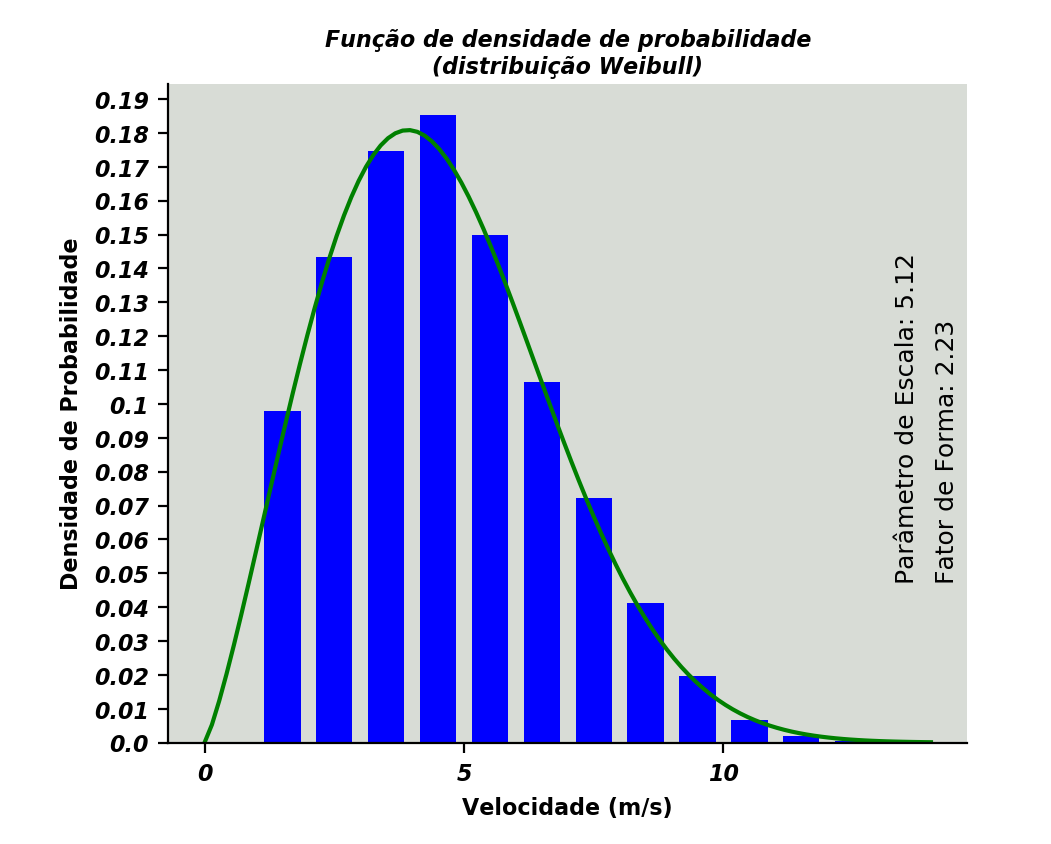 Função de densidade de probabilidade
(distribuição Weibull)
0.19
0.18
0.17
0.16
0.15
0.14
0.13
0.12
0.11
0.1
0.09
0.08
0.07
0.06
0.05
0.04
0.03
0.02
0.01
0.0
Densidade de Probabilidade
Parâmetro de Escala: 5.12
Fator de Forma: 2.23
0 5 10
Velocidade (m/s)